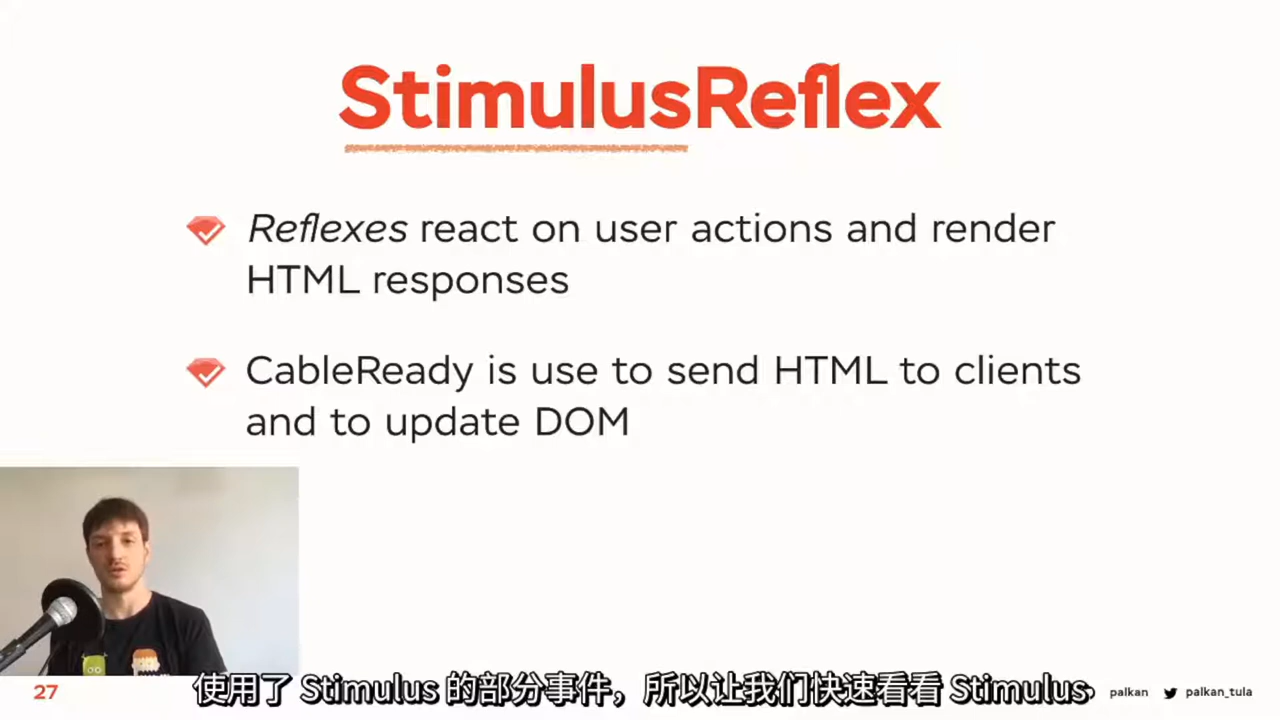 StimulusReflex
Reflexes react on user actions and render
HTML responses
CableReady is use to send HTML to clients
and to update DOM
27
使用了 Stimulus 的部分事件，所以让我们快速看看 Stimulus
palkan
palkan_tula